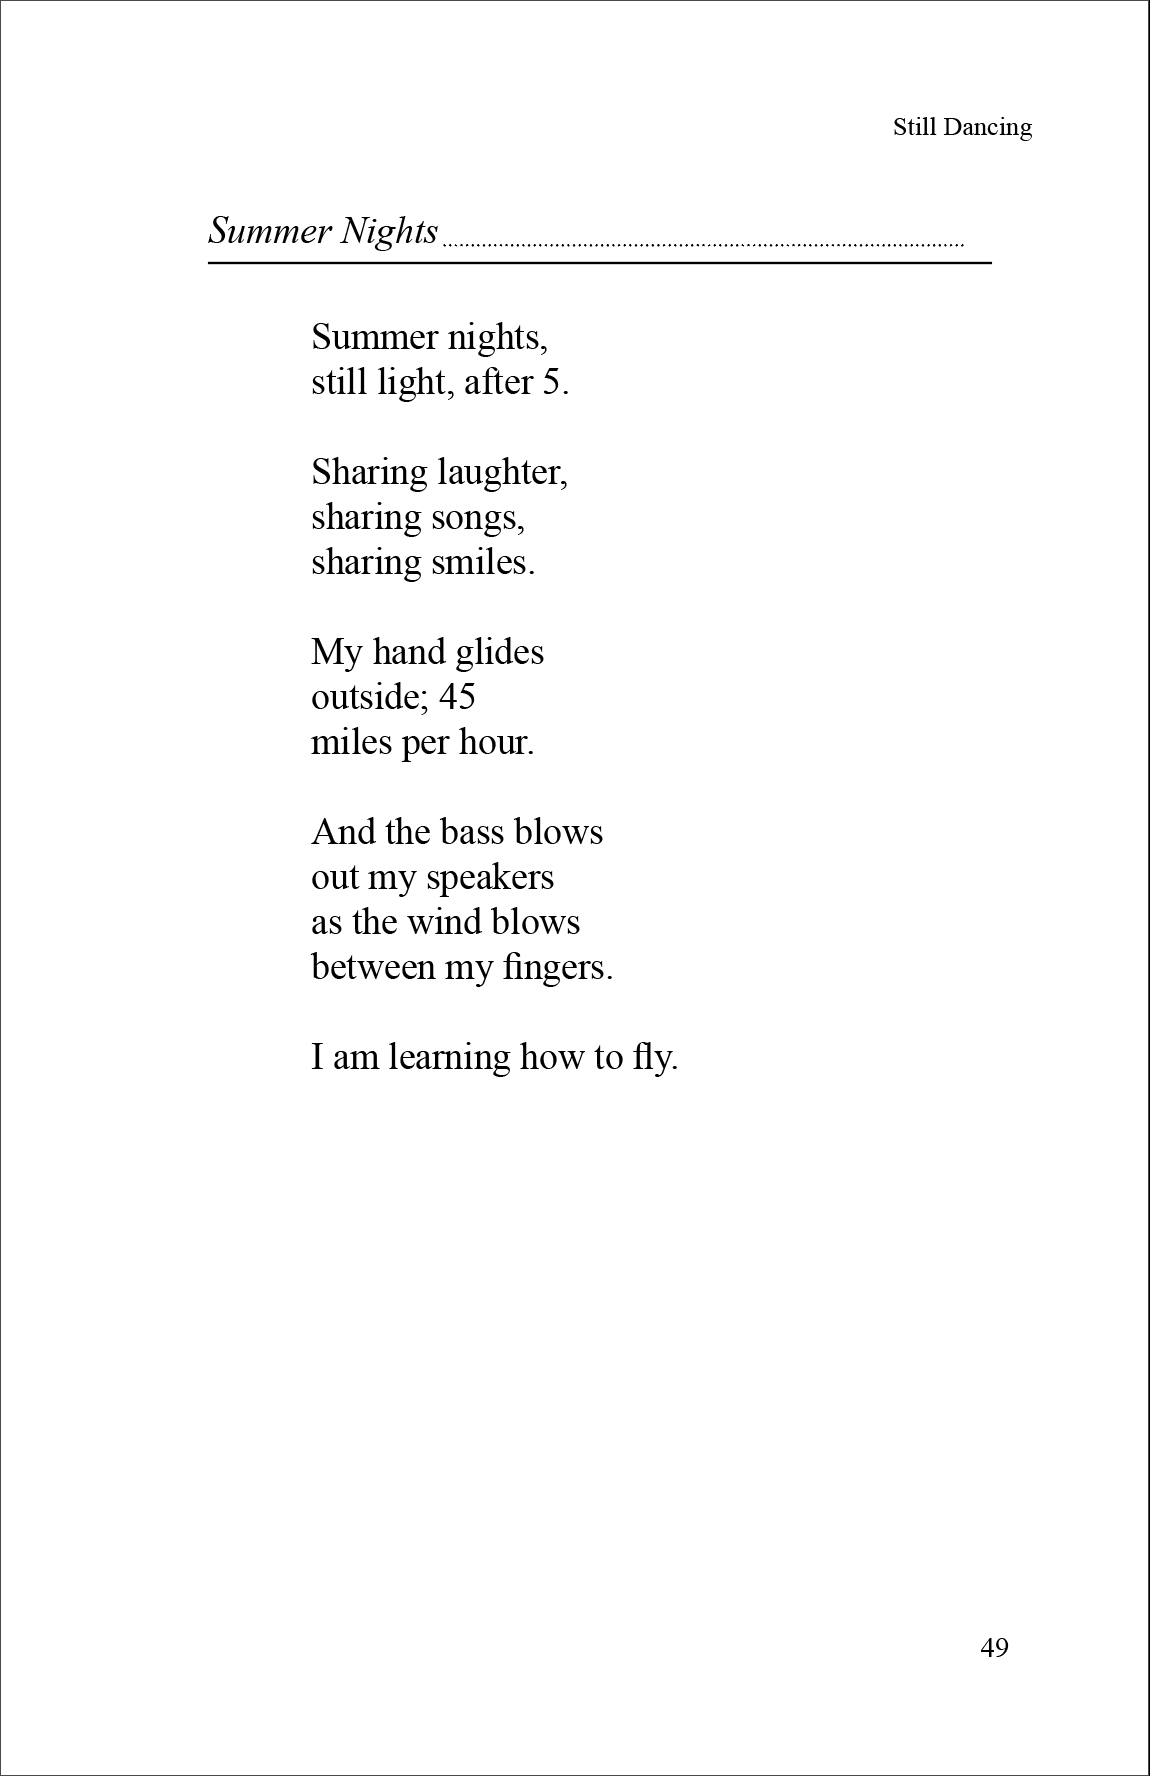 Still Dancing
Summer Nights
Summer nights,
still light, after 5.
Sharing laughter,
sharing songs,
sharing smiles.
My hand glides
outside; 45
miles per hour.
And the bass blows
out my speakers
as the wind blows
between my fingers.
I am learning how to fly.
49